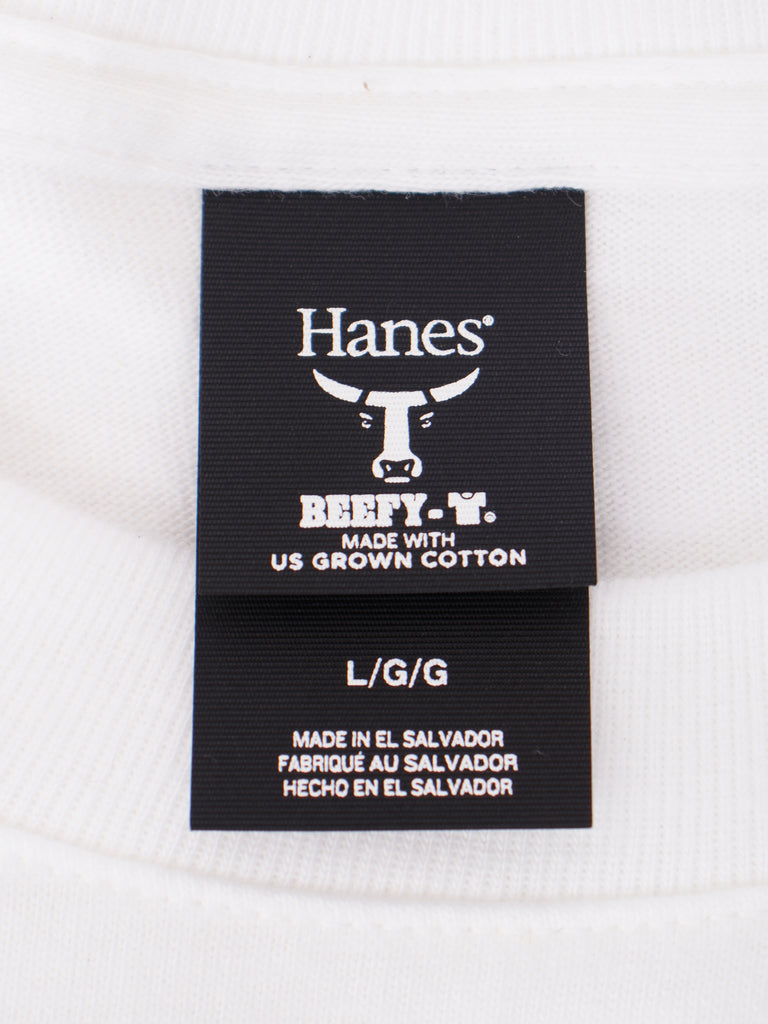 Hanes®
BEEFY-T®
MADE WITH
US GROWN COTTON
L/G/G
MADE IN EL SALVADOR
FABRIQUÉ AU SALVADOR
HECHO EN EL SALVADOR